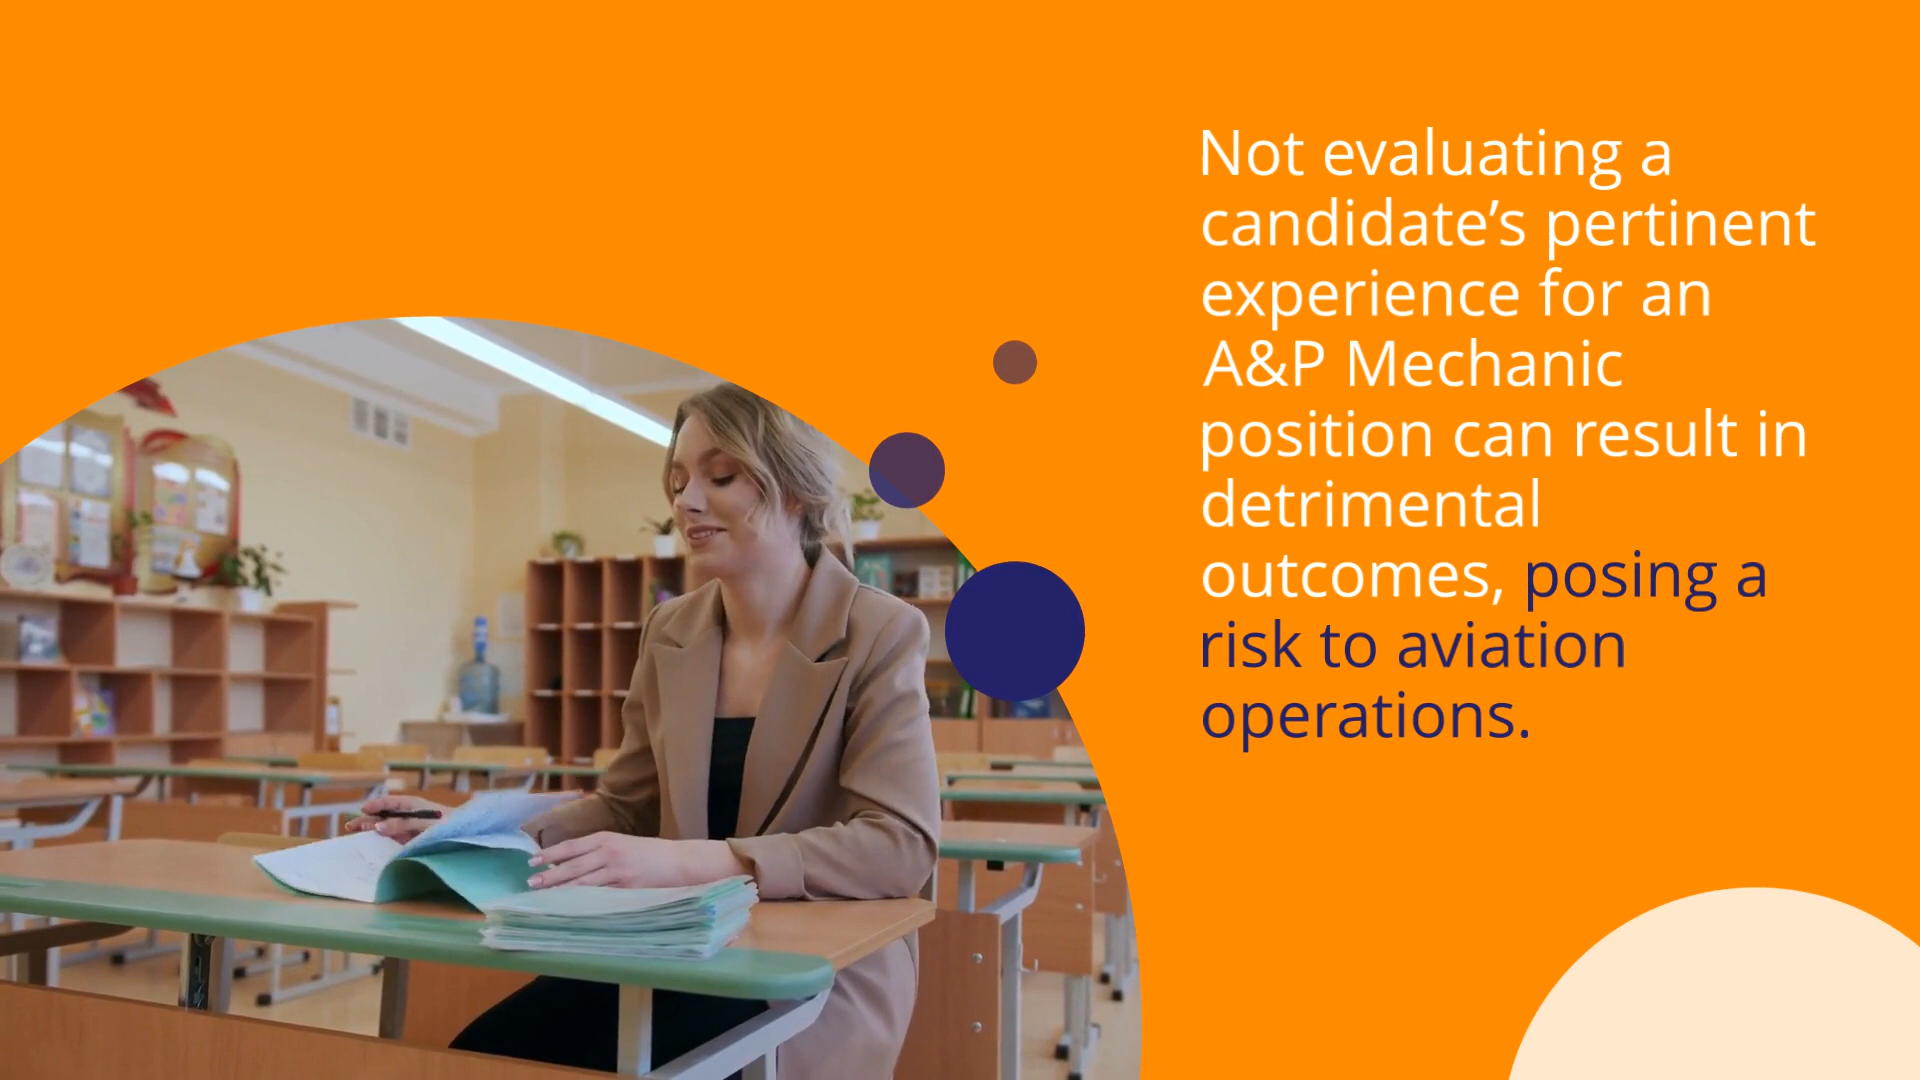 Not evaluating a
candidate’s pertinent
experience for an
A&P Mechanic
position can result in
detrimental
outcomes, posing a
risk to aviation
operations.